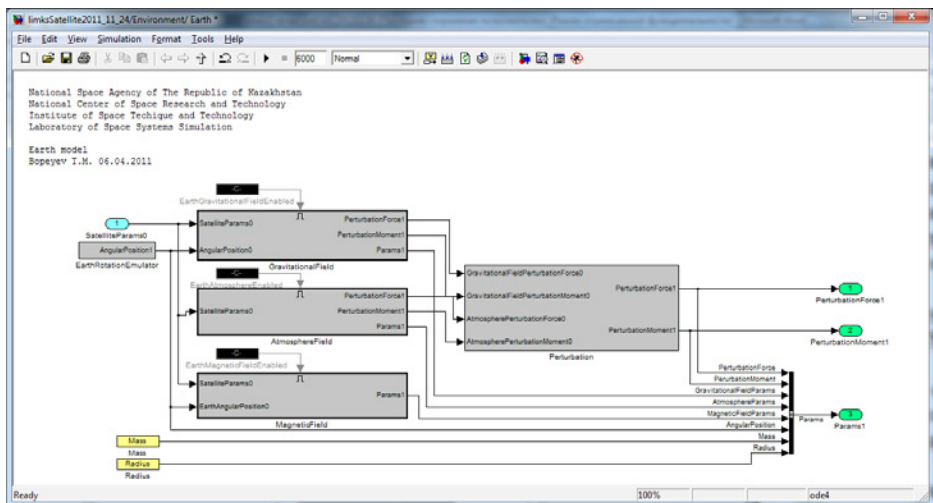 limksSatellite2011_11_24/Environment/ Earth *
File Edit View Simulation Format Tools Help
6000 Normal
National Space Agency of The Republic of Kazakhstan
National Center of Space Research and Technology
Institute of Space Techique and Technology
Laboratory of Space Systems Simulation
Earth model
Bopeyev T.M. 06.04.2011
-C-
EarthGravitationalFieldEnabled
1
SatelliteParams0
AngularPosition1
EarthRotationEmulator
SatelliteParams0
AngularPosition0
PerturbationForce1
PerturbationMoment1
Params1
GravitationalField
-C-
EarthAtmosphereEnabled
SatelliteParams0
PerturbationForce1
PerturbationMoment1
Params1
AtmosphereField
-C-
EarthMagneticFieldEnabled
SatelliteParams0
EarthAngularPosition0
Params1
MagneticField
Mass
Mass
Radius
Radius
GravitationalFieldPerturbationForce0
GravitationalFieldPerturbationMoment0
AtmospherePerturbationForce0
AtmospherePerturbationMoment0
PerturbationForce1
PerturbationMoment1
Perturbation
1
PerturbationForce1
2
PerturbationMoment1
PerturbationForce
PerurbationMoment
GravitationalFieldParams
AtmosphereParams
MagneticFieldParams
AngularPosition
Mass
Radius
Params
3
Params1
Ready 100% ode4